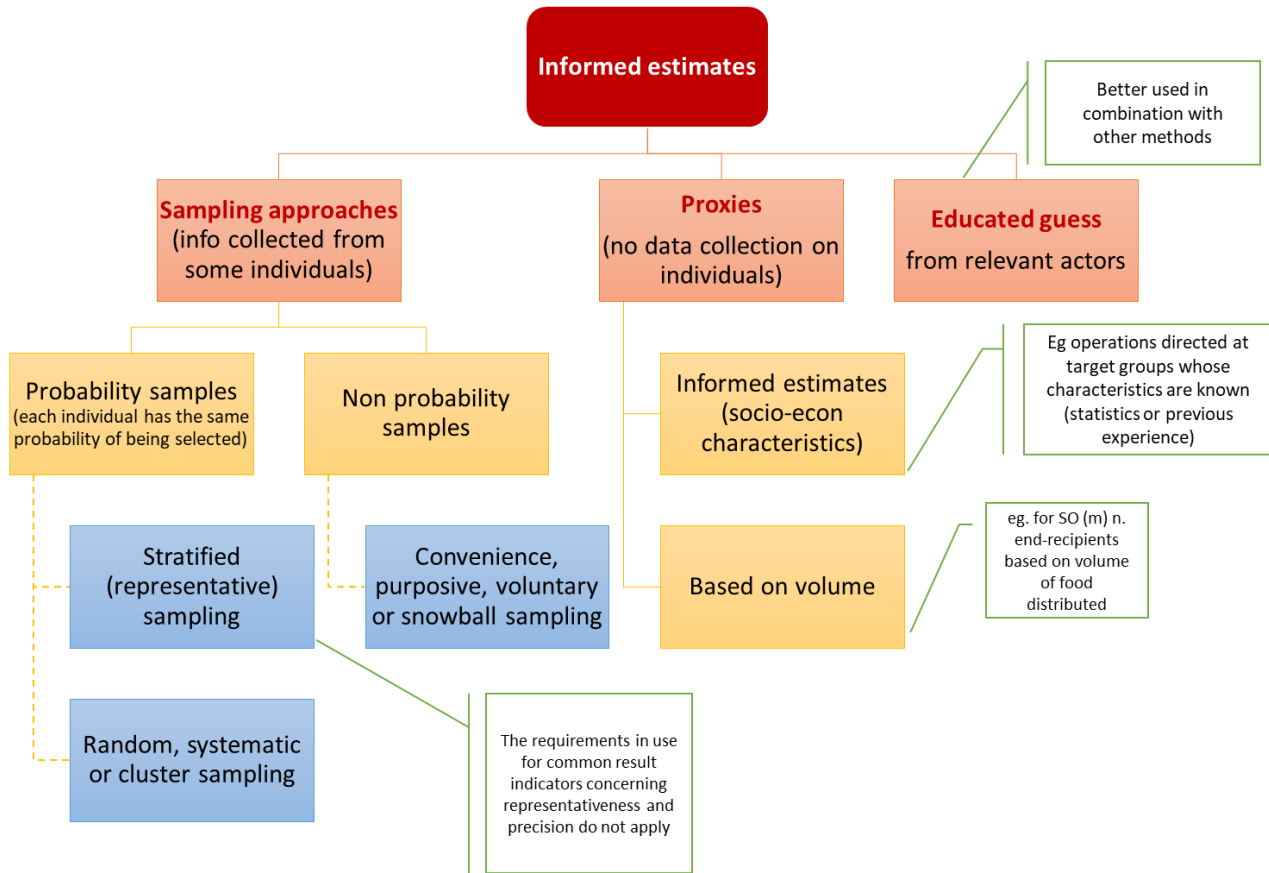 Informed estimates
Better used in
combination with
other methods
Sampling approaches
(info collected from
some individuals)
Proxies
(no data collection on
individuals)
Educated guess
from relevant actors
Probability samples
(each individual has the same
probability of being selected)
Non probability
samples
Informed estimates
(socio-econ
characteristics)
Eg operations directed at
target groups whose
characteristics are known
(statistics or previous
experience)
Stratified
(representative)
sampling
Convenience,
purposive, voluntary
or snowball sampling
Based on volume
eg. for SO (m) n.
end-recipients
based on volume
of food
distributed
Random, systematic
or cluster sampling
The requirements in use
for common result
indicators concerning
representativeness and
precision do not apply